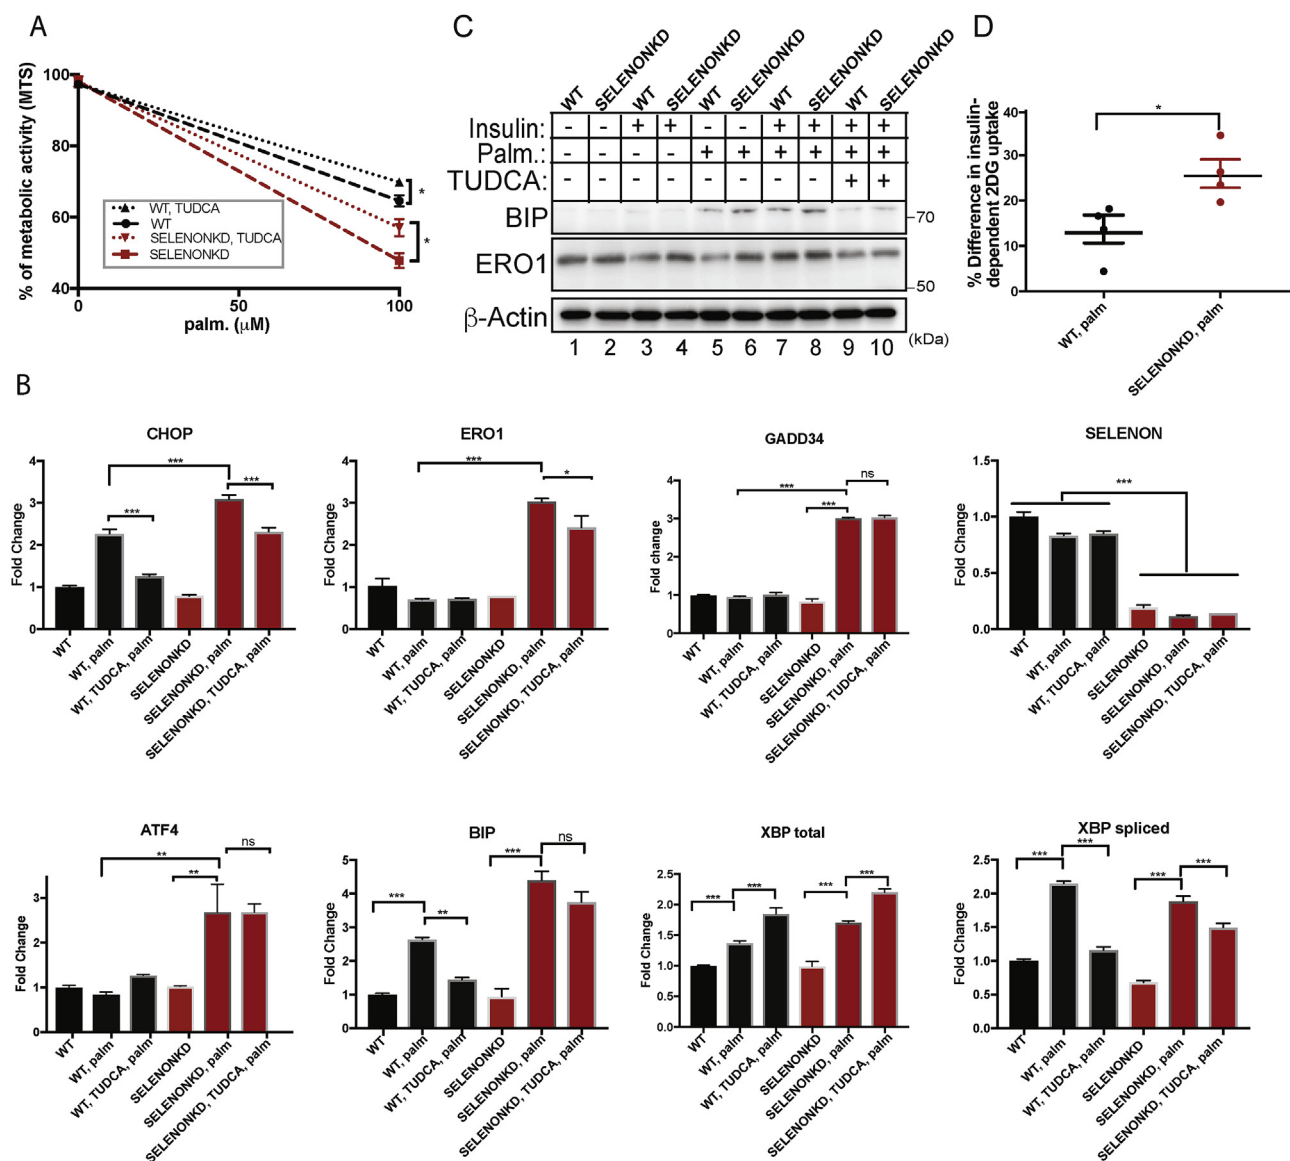 A
% of metabolic activity (MTS)
100
80
60
40
0
50
100
palm. (μM)
WT, TUDCA
WT
SELENONKD, TUDCA
SELENONKD
*
*
C
WT
SELENONKD
WT
SELENONKD
WT
SELENONKD
WT
SELENONKD
WT
SELENONKD
Insulin: - - + + - - + + + +
Palm.: - - - - + + + + + +
TUDCA: - - - - - - - - + +
BIP
70
ERO1
50
β-Actin
1 2 3 4 5 6 7 8 9 10 (kDa)
D
% Difference in insulin-
dependent 2DG uptake
40
30
20
10
0
*
WT, palm
SELENONKD, palm
B
CHOP
Fold Change
4
3
2
1
0
***
***
***
WT
WT, palm
WT, TUDCA, palm
SELENONKD
SELENONKD, palm
SELENONKD, TUDCA, palm
ERO1
Fold Change
4
3
2
1
0
***
*
WT
WT, palm
WT, TUDCA, palm
SELENONKD
SELENONKD, palm
SELENONKD, TUDCA, palm
GADD34
Fold change
4
3
2
1
0
***
***
ns
WT
WT, palm
WT, TUDCA, palm
SELENONKD
SELENONKD, palm
SELENONKD, TUDCA, palm
SELENON
Fold Change
1.5
1.0
0.5
0.0
***
WT
WT, palm
WT, TUDCA, palm
SELENONKD
SELENONKD, palm
SELENONKD, TUDCA, palm
ATF4
Fold Change
3
2
1
0
**
**
ns
WT
WT, palm
WT, TUDCA, palm
SELENONKD
SELENONKD, palm
SELENONKD, TUDCA, palm
BIP
Fold Change
5
4
3
2
1
0
***
**
***
ns
WT
WT, palm
WT, TUDCA, palm
SELENONKD
SELENONKD, palm
SELENONKD, TUDCA, palm
XBP total
Fold Change
2.5
2.0
1.5
1.0
0.5
0.0
***
***
***
***
WT
WT, palm
WT, TUDCA, palm
SELENONKD
SELENONKD, palm
SELENONKD, TUDCA, palm
XBP spliced
Fold Change
2.5
2.0
1.5
1.0
0.5
0.0
***
***
***
***
WT
WT, palm
WT, TUDCA, palm
SELENONKD
SELENONKD, palm
SELENONKD, TUDCA, palm